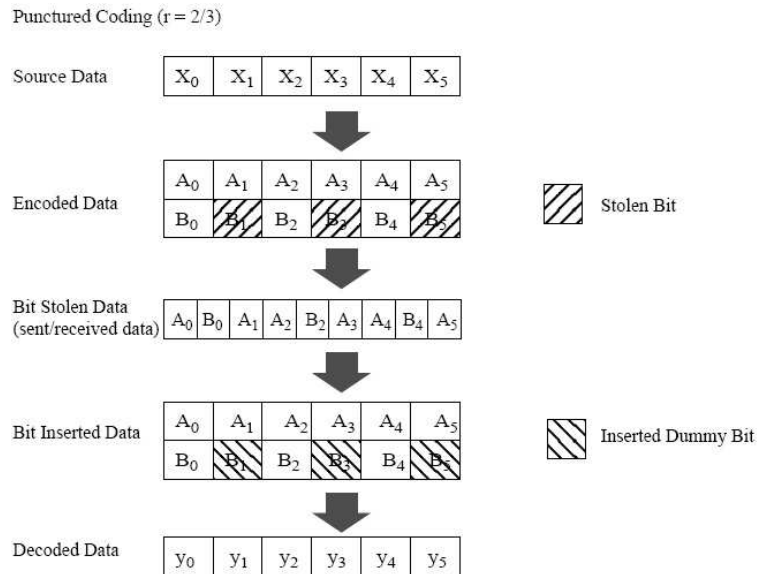 Punctured Coding (r = 2/3)
Source Data X₀ X₁ X₂ X₃ X₄ X₅
A₀ A₁ A₂ A₃ A₄ A₅
Encoded Data
B₀ B₁ B₂ B₃ B₄ B₅
Stolen Bit
Bit Stolen Data
(sent/received data)
A₀ B₀ A₁ A₂ B₂ A₃ A₄ B₄ A₅
A₀ A₁ A₂ A₃ A₄ A₅
Bit Inserted Data
B₀ B₁ B₂ B₃ B₄ B₅
Inserted Dummy Bit
Decoded Data y₀ y₁ y₂ y₃ y₄ y₅